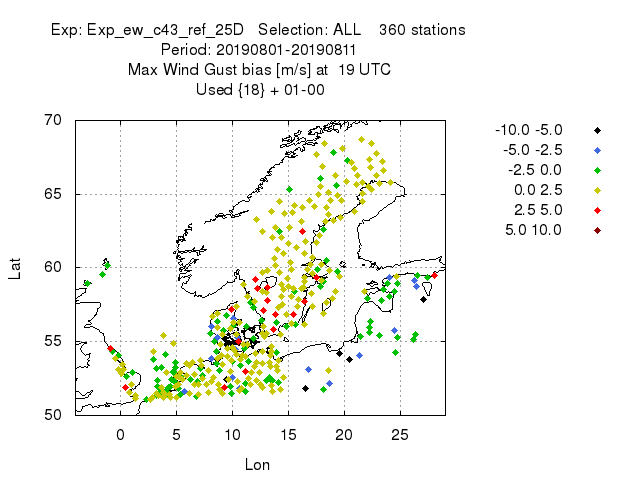 Exp: Exp_ew_c43_ref_25D   Selection: ALL    360 stations
Period: 20190801-20190811
Max Wind Gust bias [m/s] at  19 UTC
Used {18} + 01-00
-10.0 -5.0
-5.0 -2.5
-2.5 0.0
0.0 2.5
2.5 5.0
5.0 10.0
70
65
60
55
50
Lat
0 5 10 15 20 25
Lon